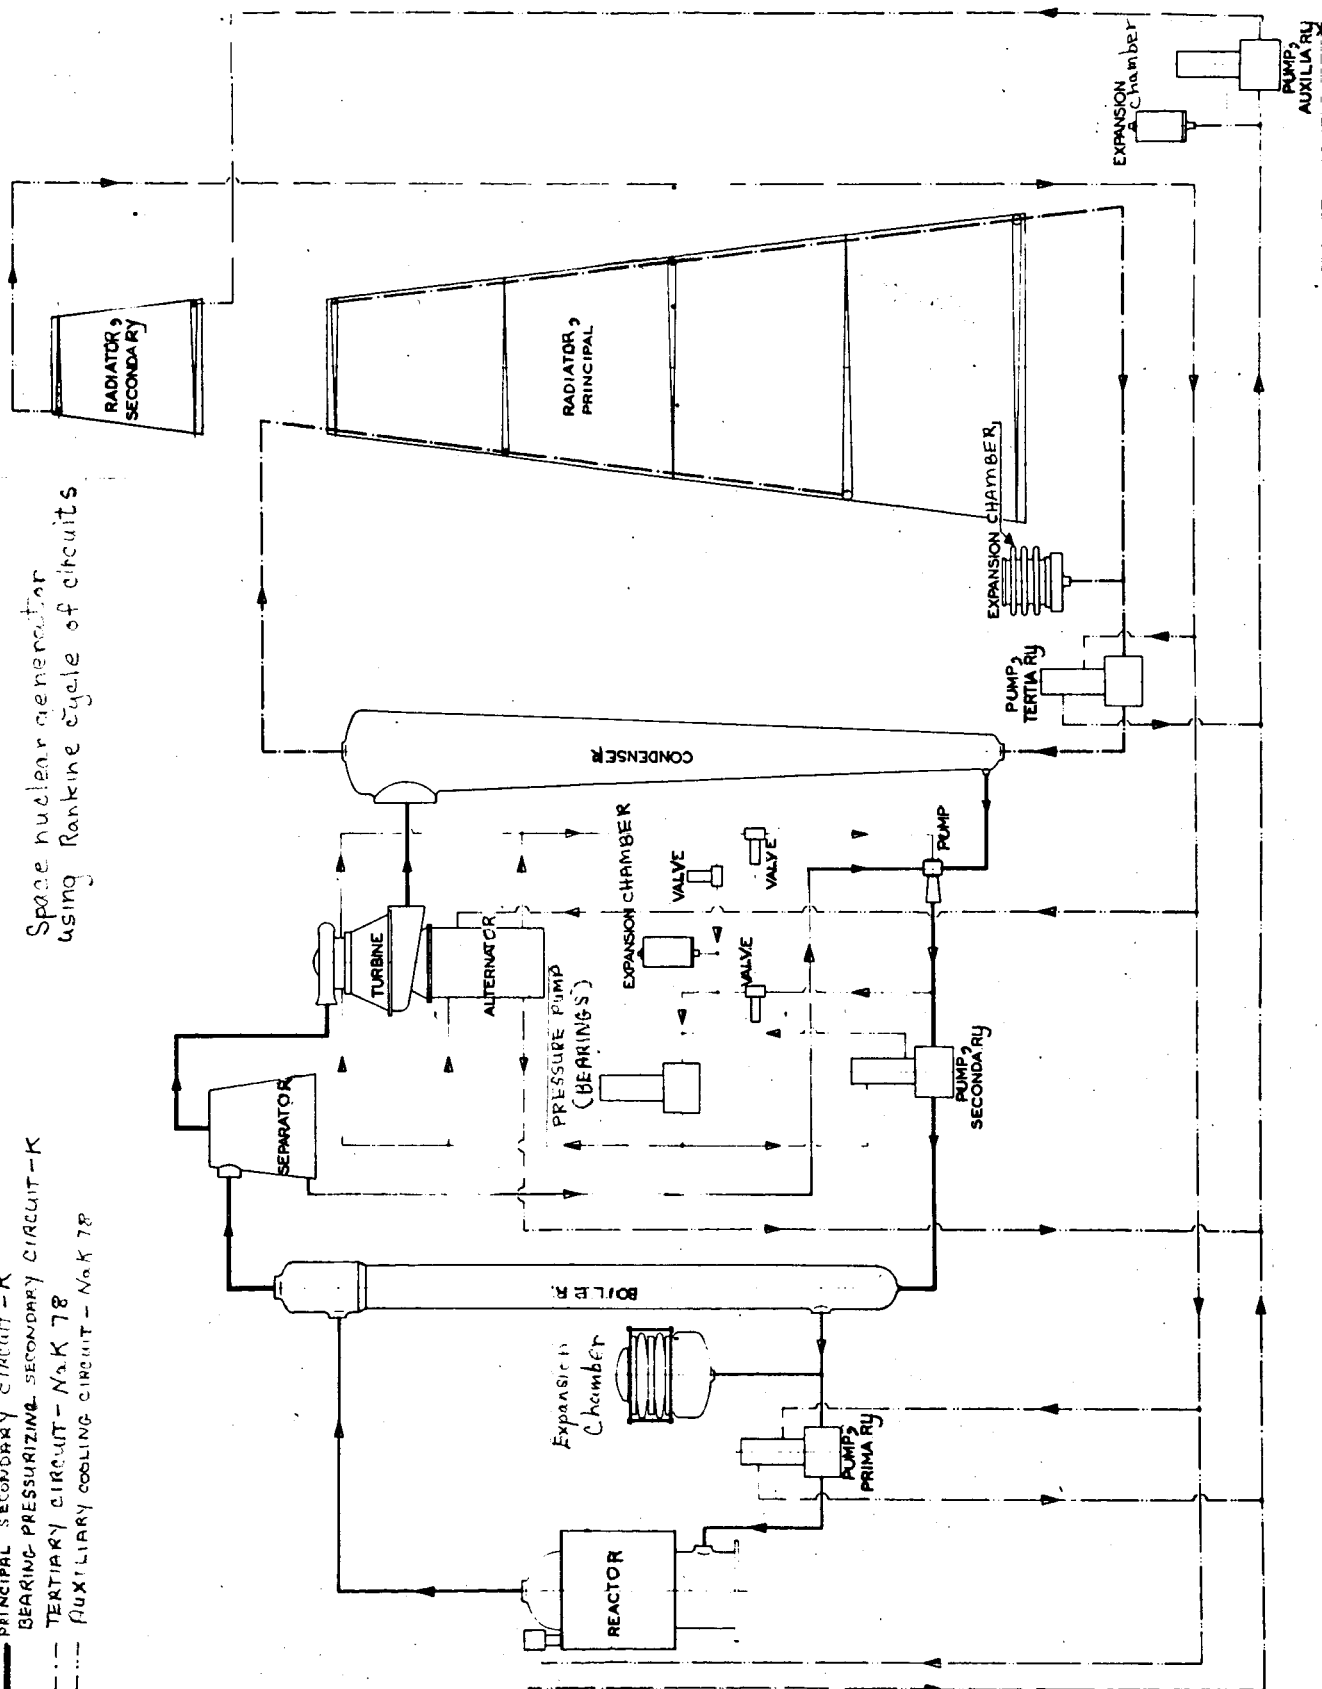 Space nuclear generator
using Rankine cycle of circuits
PRINCIPAL SECONDARY CIRCUIT - K
BEARING PRESSURIZING SECONDARY CIRCUIT - K
TERTIARY CIRCUIT - NaK 78
AUXILIARY COOLING CIRCUIT - NaK 78
RADIATOR,
SECONDARY
RADIATOR,
PRINCIPAL
EXPANSION
Chamber
PUMP,
AUXILIARY
EXPANSION CHAMBER
PUMP,
TERTIARY
CONDENSER
TURBINE
ALTERNATOR
SEPARATOR
EXPANSION CHAMBER
VALVE
VALVE
VALVE
PUMP
PRESSURE PUMP
(BEARINGS)
PUMP,
SECONDARY
BOILER
Expansion
Chamber
PUMP,
PRIMARY
REACTOR